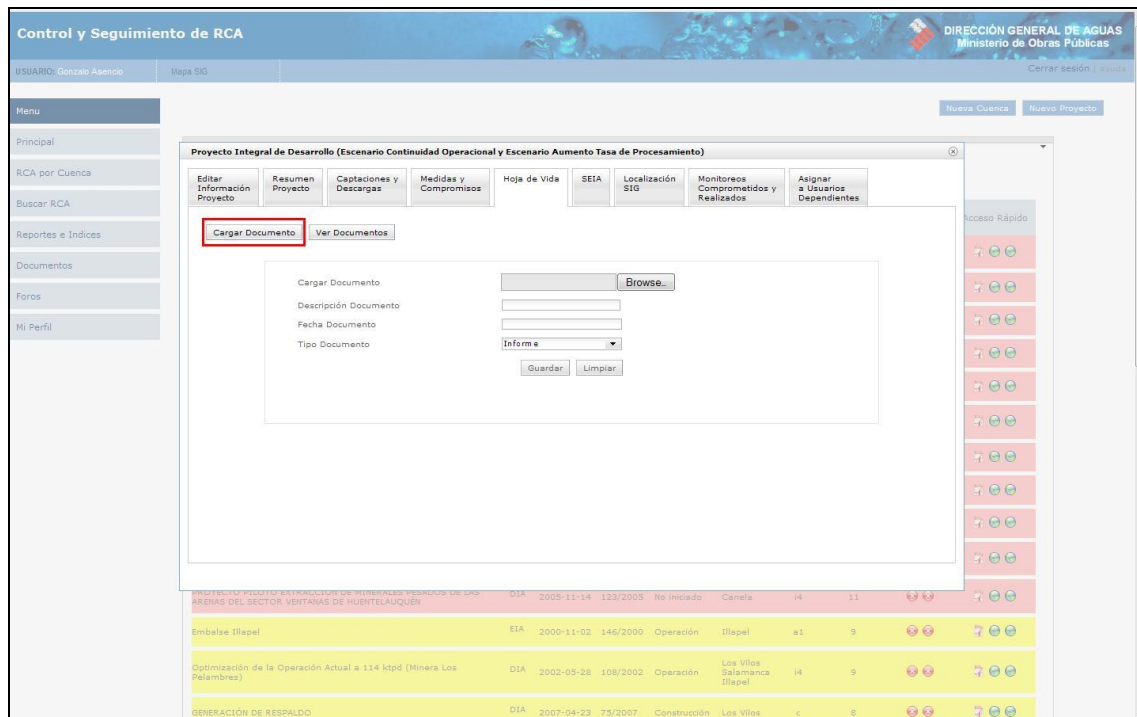 Control y Seguimiento de RCA
DIRECCIÓN GENERAL DE AGUAS
Ministerio de Obras Públicas
USUARIO: Gonzalo Asencio
Mapa SIG
Cerrar sesión | ayuda
Menu
Nueva Cuenca
Nuevo Proyecto
Principal
RCA por Cuenca
Buscar RCA
Reportes e Indices
Documentos
Foros
Mi Perfil
Proyecto Integral de Desarrollo (Escenario Continuidad Operacional y Escenario Aumento Tasa de Procesamiento)
Editar
Información
Proyecto
Resumen
Proyecto
Captaciones y
Descargas
Medidas y
Compromisos
Hoja de Vida
SEIA
Localización
SIG
Monitoreos
Comprometidos y
Realizados
Asignar
a Usuarios
Dependientes
Cargar Documento
Ver Documentos
Cargar Documento
Browse..
Descripción Documento
Fecha Documento
Tipo Documento
Informe
Guardar
Limpiar
Acceso Rápido
PROYECTO PILOTO EXTRACCIÓN DE MINERALES PESADOS DE LAS
ARENAS DEL SECTOR VENTANAS DE HUENTELAUQUÉN
DIA 2005-11-14 123/2005 No iniciado Canela i4 11
Embalse Illapel EIA 2000-11-02 146/2000 Operación Illapel a1 9
Optimización de la Operación Actual a 114 ktpd (Minera Los
Pelambres)
DIA 2002-05-28 108/2002 Operación
Los Vilos
Salamanca
Illapel
i4 9
GENERACIÓN DE RESPALDO DIA 2007-04-23 75/2007 Construcción Los Vilos c 8